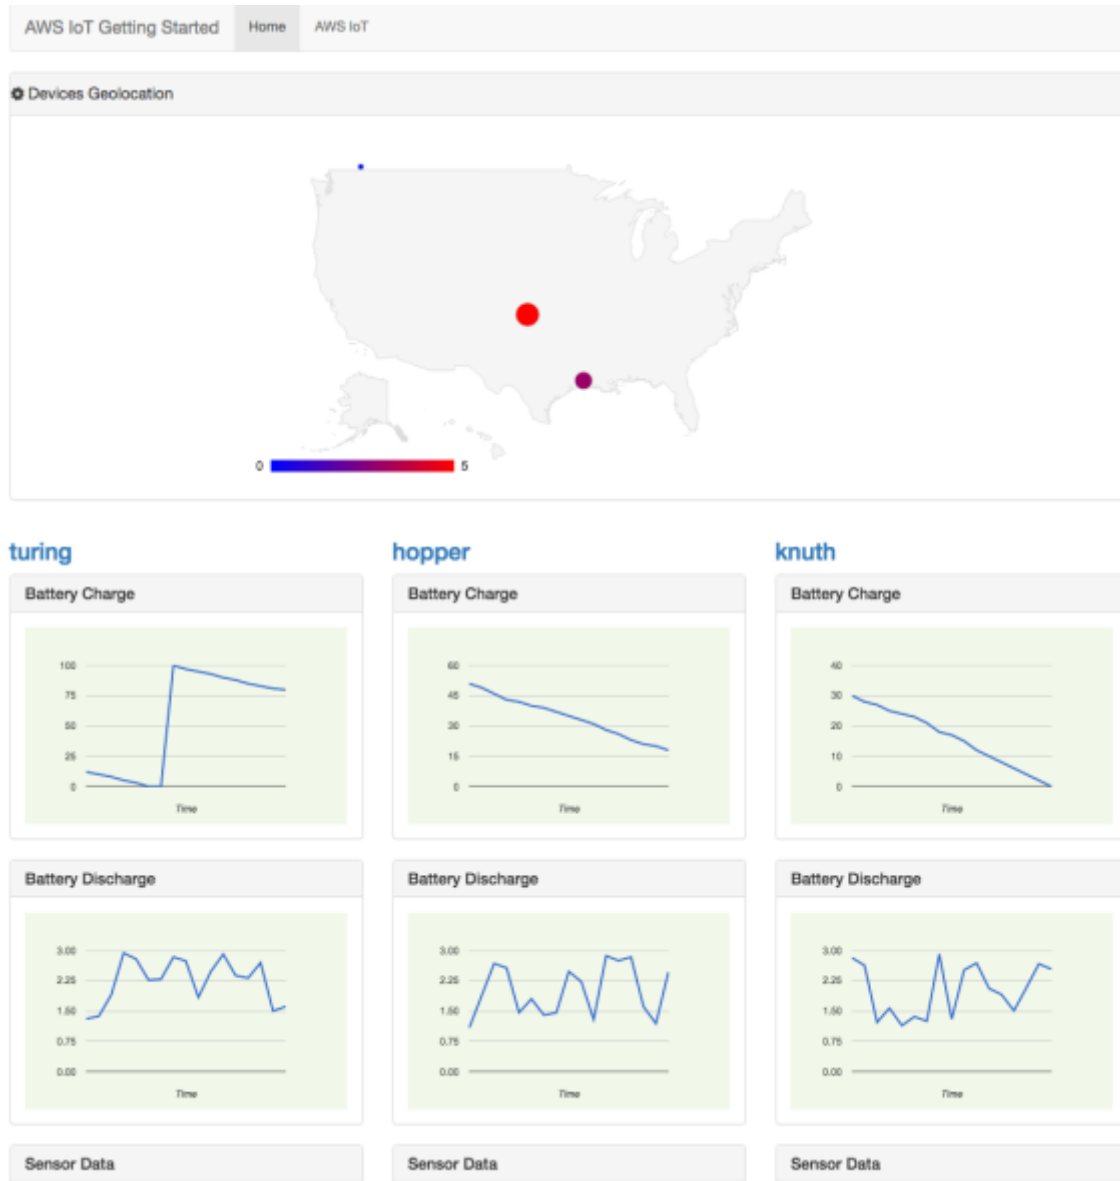 AWS IoT Getting Started Home AWS IoT
Devices Geolocation
0 5
turing hopper knuth
Battery Charge Battery Charge Battery Charge
100 60 40
75 45 30
50 30 20
25 15 10
0 0 0
Time Time Time
Battery Discharge Battery Discharge Battery Discharge
3.00 3.00 3.00
2.25 2.25 2.25
1.50 1.50 1.50
0.75 0.75 0.75
0.00 0.00 0.00
Time Time Time
Sensor Data Sensor Data Sensor Data